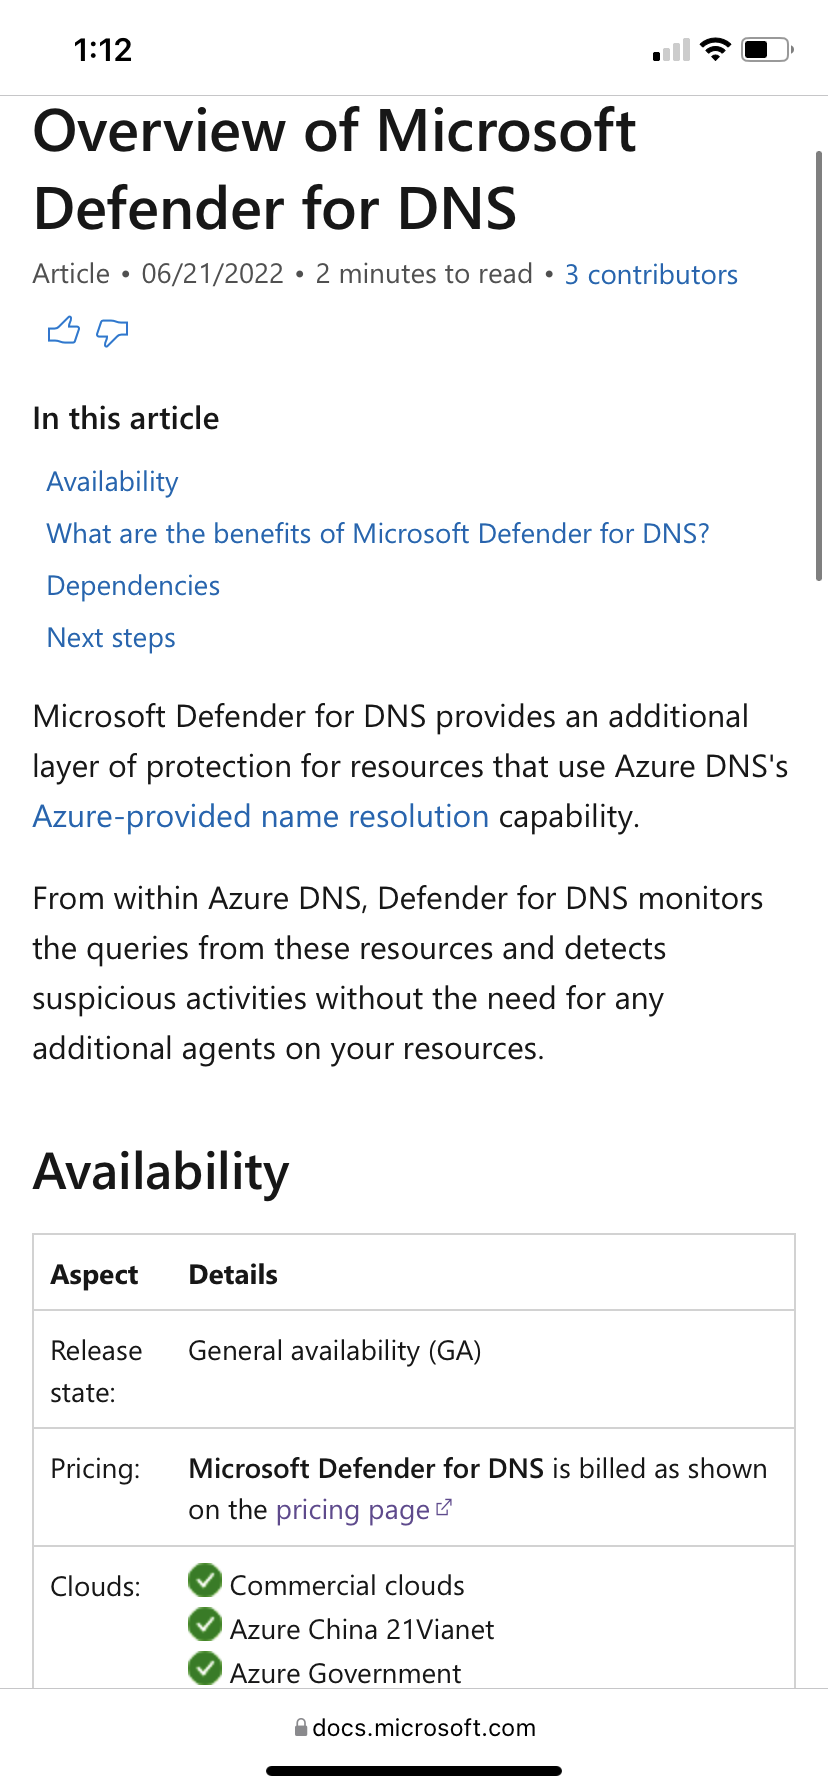 1:12
Overview of Microsoft
Defender for DNS
Article • 06/21/2022 • 2 minutes to read • 3 contributors
In this article
Availability
What are the benefits of Microsoft Defender for DNS?
Dependencies
Next steps
Microsoft Defender for DNS provides an additional
layer of protection for resources that use Azure DNS's
Azure-provided name resolution capability.
From within Azure DNS, Defender for DNS monitors
the queries from these resources and detects
suspicious activities without the need for any
additional agents on your resources.
Availability
Aspect Details
Release General availability (GA)
state:
Pricing: Microsoft Defender for DNS is billed as shown
on the pricing page
Clouds: Commercial clouds
Azure China 21Vianet
Azure Government
docs.microsoft.com